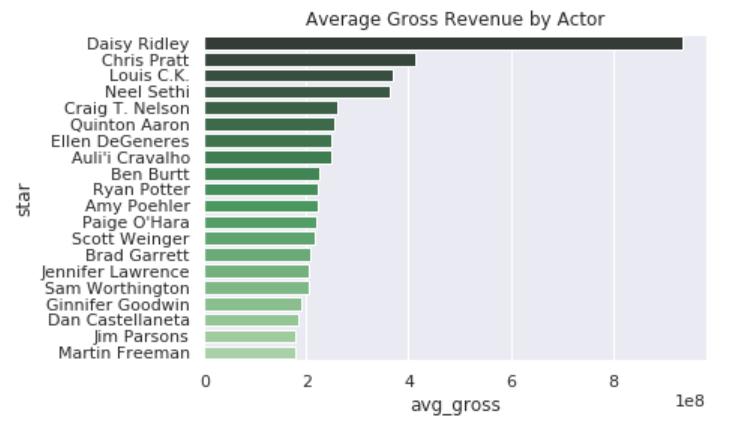 Average Gross Revenue by Actor
Daisy Ridley
Chris Pratt
Louis C.K.
Neel Sethi
Craig T. Nelson
Quinton Aaron
Ellen DeGeneres
Auli'i Cravalho
Ben Burtt
Ryan Potter
Amy Poehler
Paige O'Hara
Scott Weinger
Brad Garrett
Jennifer Lawrence
Sam Worthington
Ginnifer Goodwin
Dan Castellaneta
Jim Parsons
Martin Freeman
star
0 2 4 6 8
1e8
avg_gross